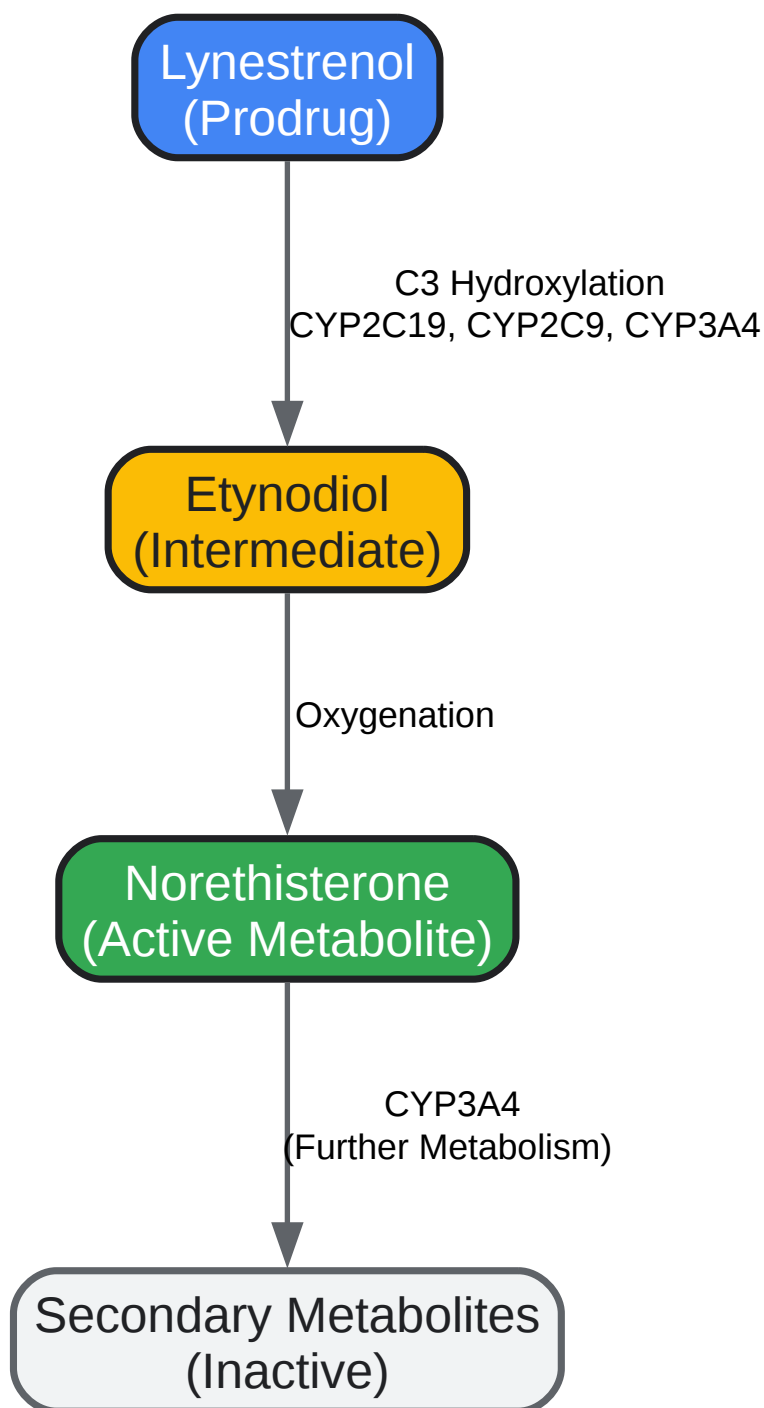 Lynestrenol
(Prodrug)
C3 Hydroxylation
CYP2C19, CYP2C9, CYP3A4
Etynodiol
(Intermediate)
Oxygenation
Norethisterone
(Active Metabolite)
CYP3A4
(Further Metabolism)
Secondary Metabolites
(Inactive)